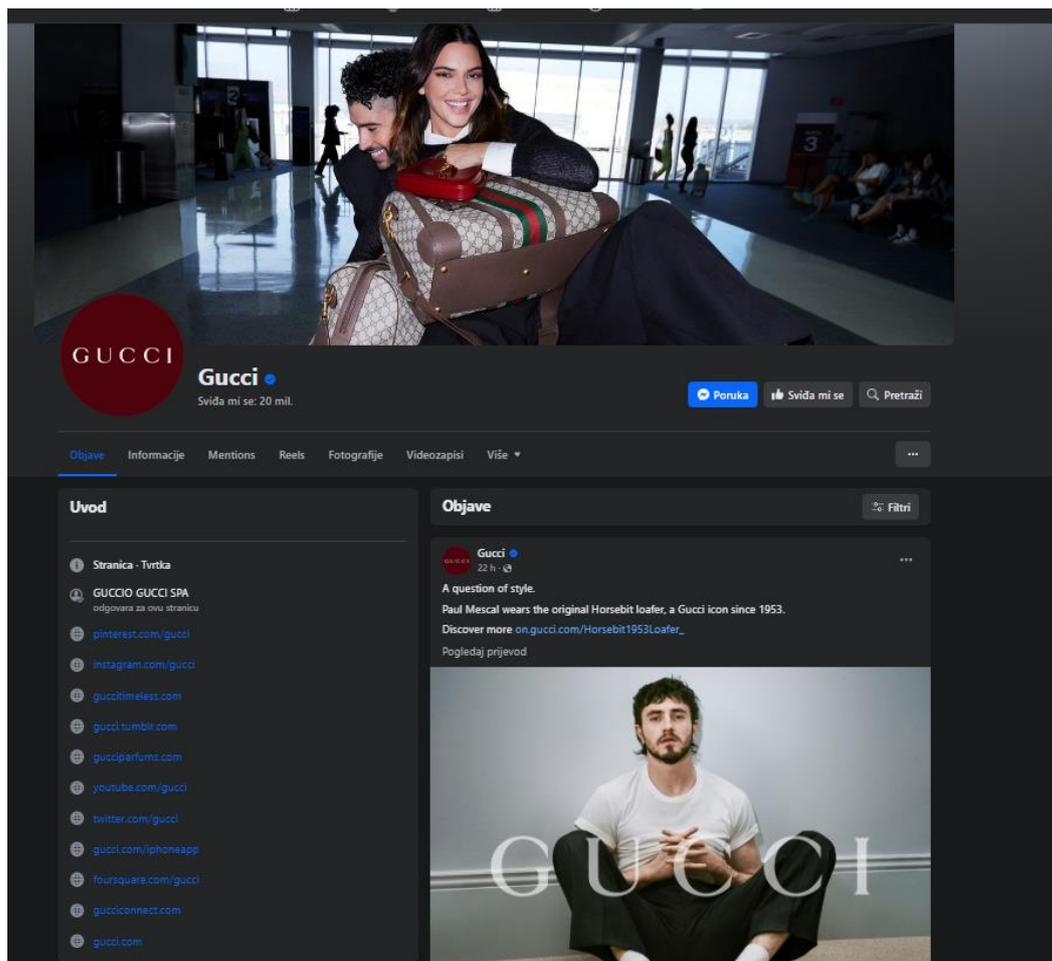 3
GUCCI
Gucci
Sviđa mi se: 20 mil.
Poruka
Sviđa mi se
Pretraži
Objave
Informacije
Mentions
Reels
Fotografije
Videozapisi
Više
Uvod
Stranica · Tvrtka
GUCCIO GUCCI SPA
odgovara za ovu stranicu
pinterest.com/gucci
instagram.com/gucci
guccitimeless.com
gucci.tumblr.com
gucciparfums.com
youtube.com/gucci
twitter.com/gucci
gucci.com/iphoneapp
foursquare.com/gucci
gucciconnect.com
gucci.com
Objave
Filtri
GUCCI
Gucci
22 h ·
A question of style.
Paul Mescal wears the original Horsebit loafer, a Gucci icon since 1953.
Discover more on.gucci.com/Horsebit1953Loafer_
Pogledaj prijevod
GUCCI